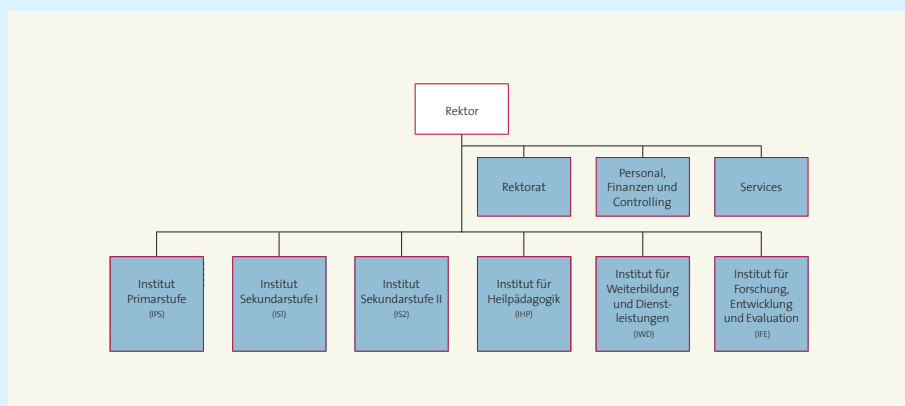 Rektor
Rektorat
Personal,
Finanzen und
Controlling
Services
Institut
Primarstufe
(IPS)
Institut
Sekundarstufe I
(IS1)
Institut
Sekundarstufe II
(IS2)
Institut für
Heilpädagogik
(IHP)
Institut für
Weiterbildung
und Dienst-
leistungen
(IWD)
Institut für
Forschung,
Entwicklung
und Evaluation
(IFE)